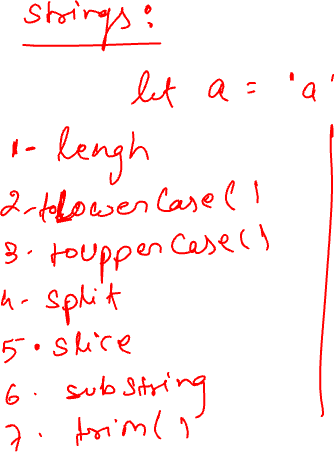 Strings:
let a = 'a'
1- lengh
2- toLowerCase()
3. toUpperCase()
4- split
5. slice
6. substring
7. trim()